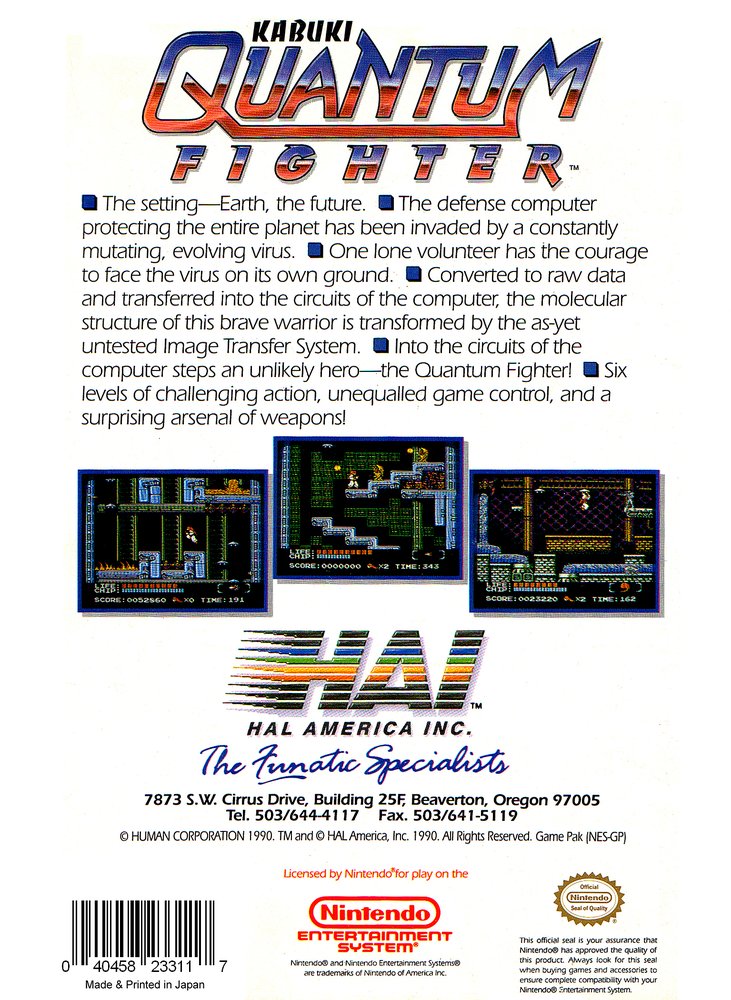 KABUKI
QUANTUM
FIGHTER™
The setting—Earth, the future. The defense computer
protecting the entire planet has been invaded by a constantly
mutating, evolving virus. One lone volunteer has the courage
to face the virus on its own ground. Converted to raw data
and transferred into the circuits of the computer, the molecular
structure of this brave warrior is transformed by the as-yet
untested Image Transfer System. Into the circuits of the
computer steps an unlikely hero—the Quantum Fighter! Six
levels of challenging action, unequalled game control, and a
surprising arsenal of weapons!
LIFE:
CHIP:
SCORE:0052860 X0 TIME:191
LIFE:
CHIP:
SCORE:0000000 X2 TIME:343
LIFE:
CHIP:
SCORE:0023220 X2 TIME:162
HAL™
HAL AMERICA INC.
The Funatic Specialists
7873 S.W. Cirrus Drive, Building 25F, Beaverton, Oregon 97005
Tel. 503/644-4117 Fax. 503/641-5119
© HUMAN CORPORATION 1990. TM and © HAL America, Inc. 1990. All Rights Reserved. Game Pak (NES-GP)
Licensed by Nintendo® for play on the
Nintendo
ENTERTAINMENT
SYSTEM®
Nintendo® and Nintendo Entertainment Systems®
are trademarks of Nintendo of America Inc.
Official
Nintendo
Seal of Quality
®
This official seal is your assurance that
Nintendo® has approved the quality of
this product. Always look for this seal
when buying games and accessories to
ensure complete compatibility with your
Nintendo® Entertainment System.
0 40458 23311 7
Made & Printed in Japan